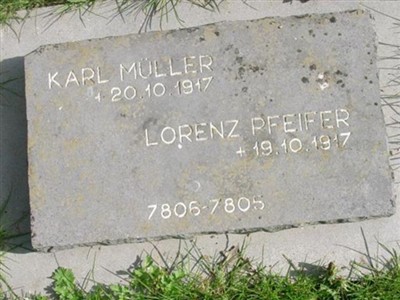 KARL MÜLLER
+ 20.10.1917
LORENZ PFEIFER
+ 19.10.1917
7806-7805